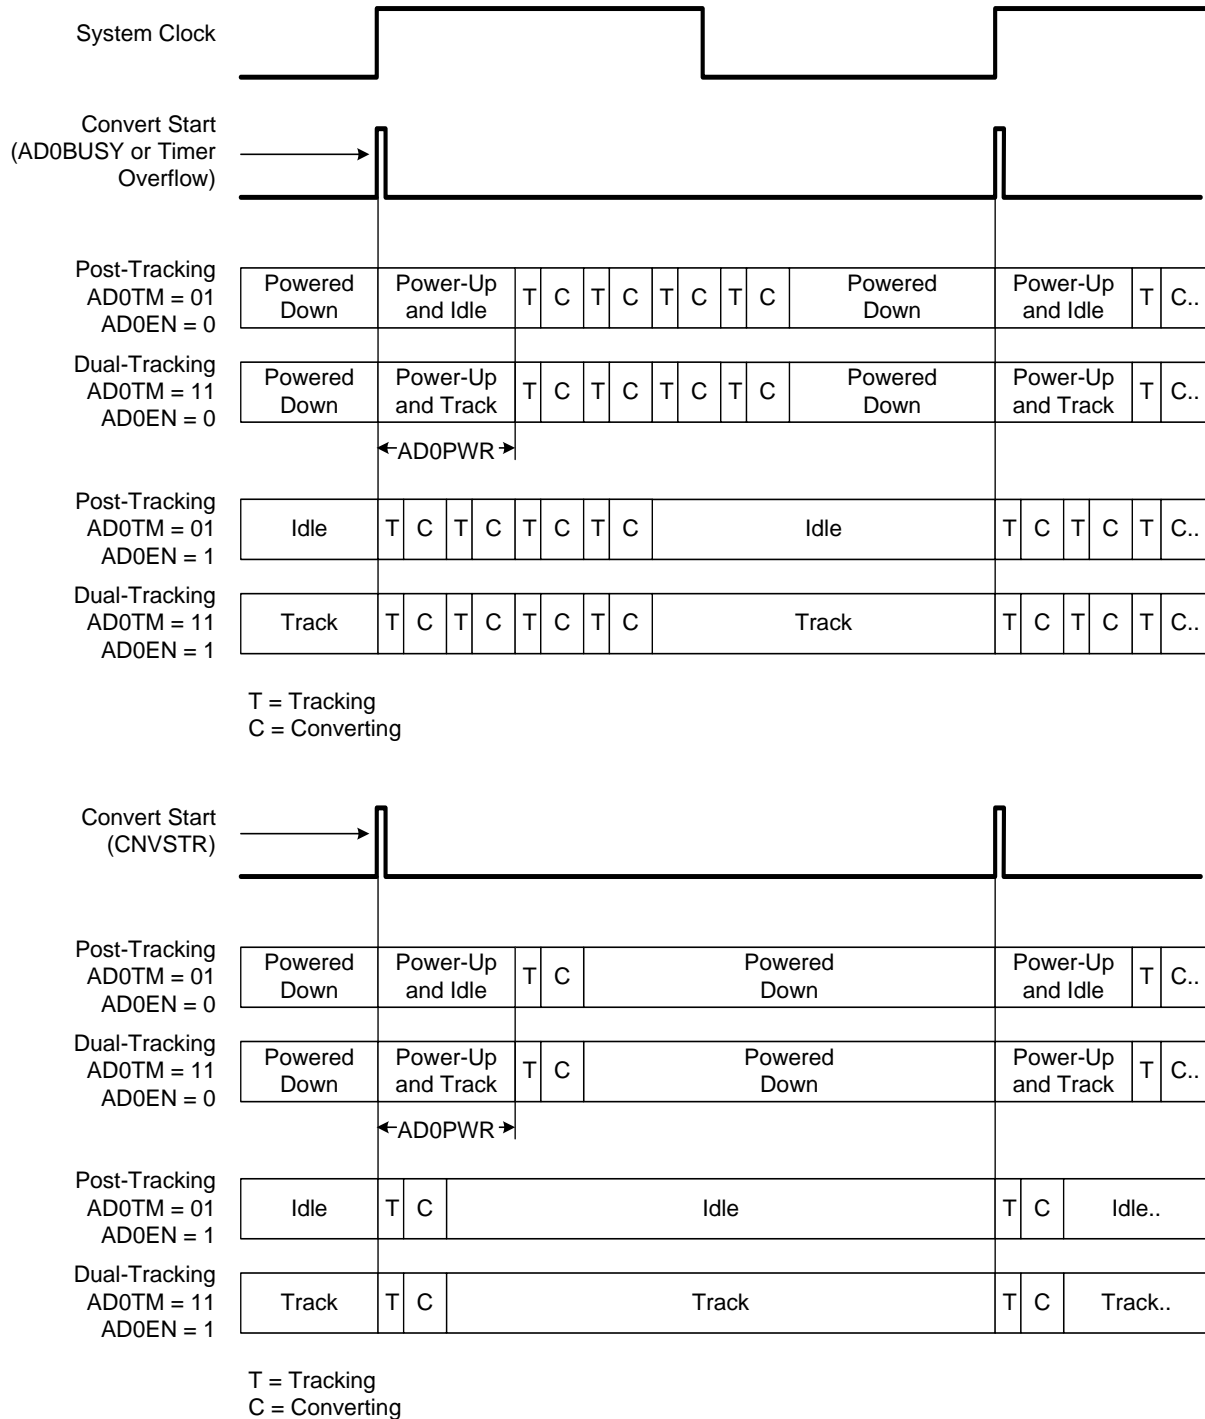 System Clock
Convert Start
(AD0BUSY or Timer
Overflow)
Post-Tracking
AD0TM = 01
AD0EN = 0
Powered
Down
Power-Up
and Idle
T C T C T C T C
Powered
Down
Power-Up
and Idle
T C..
Dual-Tracking
AD0TM = 11
AD0EN = 0
Powered
Down
Power-Up
and Track
T C T C T C T C
Powered
Down
Power-Up
and Track
T C..
AD0PWR
Post-Tracking
AD0TM = 01
AD0EN = 1
Idle T C T C T C T C Idle T C T C T C..
Dual-Tracking
AD0TM = 11
AD0EN = 1
Track T C T C T C T C Track T C T C T C..
T = Tracking
C = Converting
Convert Start
(CNVSTR)
Post-Tracking
AD0TM = 01
AD0EN = 0
Powered
Down
Power-Up
and Idle
T C
Powered
Down
Power-Up
and Idle
T C..
Dual-Tracking
AD0TM = 11
AD0EN = 0
Powered
Down
Power-Up
and Track
T C
Powered
Down
Power-Up
and Track
T C..
AD0PWR
Post-Tracking
AD0TM = 01
AD0EN = 1
Idle T C Idle T C Idle..
Dual-Tracking
AD0TM = 11
AD0EN = 1
Track T C Track T C Track..
T = Tracking
C = Converting